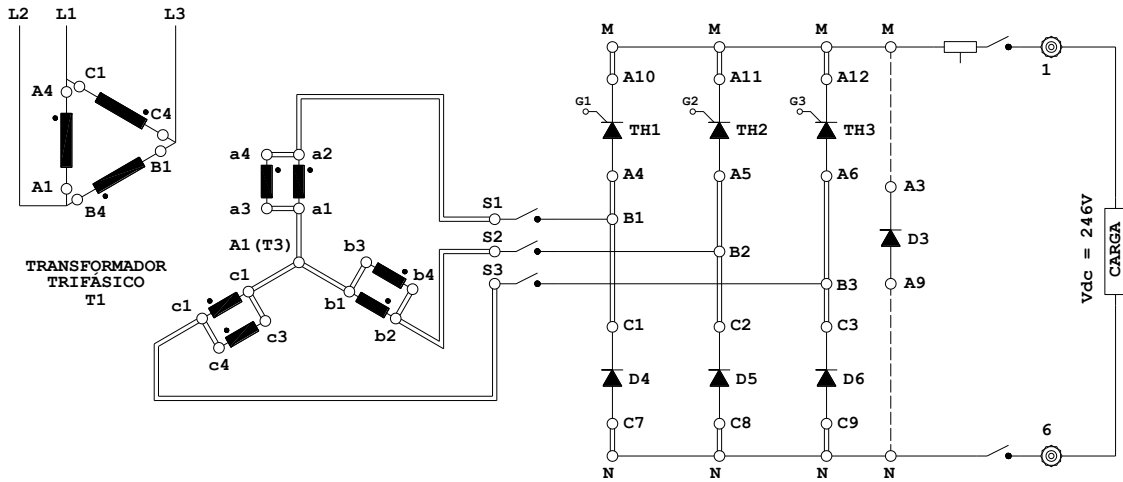 L2 L1 L3
C1
A4
C4
B1
A1
B4
TRANSFORMADOR
TRIFÁSICO
T1
a4 a2
a3 a1
A1(T3)
b3
c1 b4
c1 b1
c3 b2
c4
S1
S2
S3
M M M M
A10 A11 A12
1
G1 G2 G3
TH1 TH2 TH3
A4 A5 A6 A3
B1
D3
B2
B3 A9
C1 C2 C3
D4 D5 D6
C7 C8 C9
6
N N N N
Vdc = 246V
CARGA